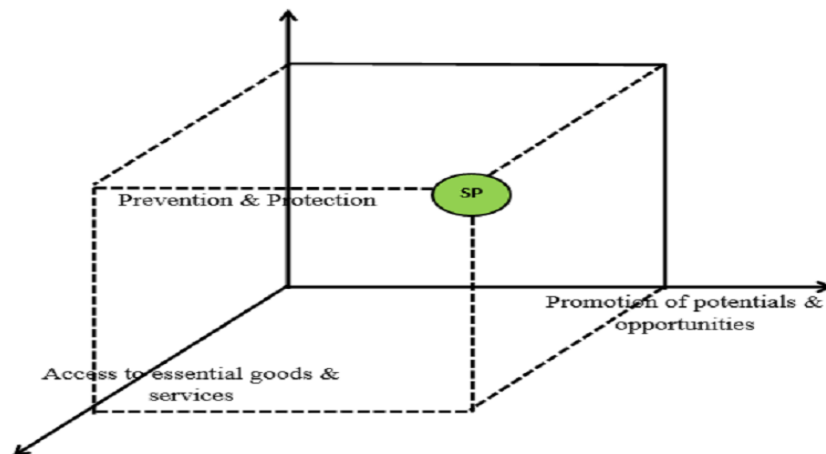 SP
Prevention & Protection
Promotion of potentials &
opportunities
Access to essential goods &
services